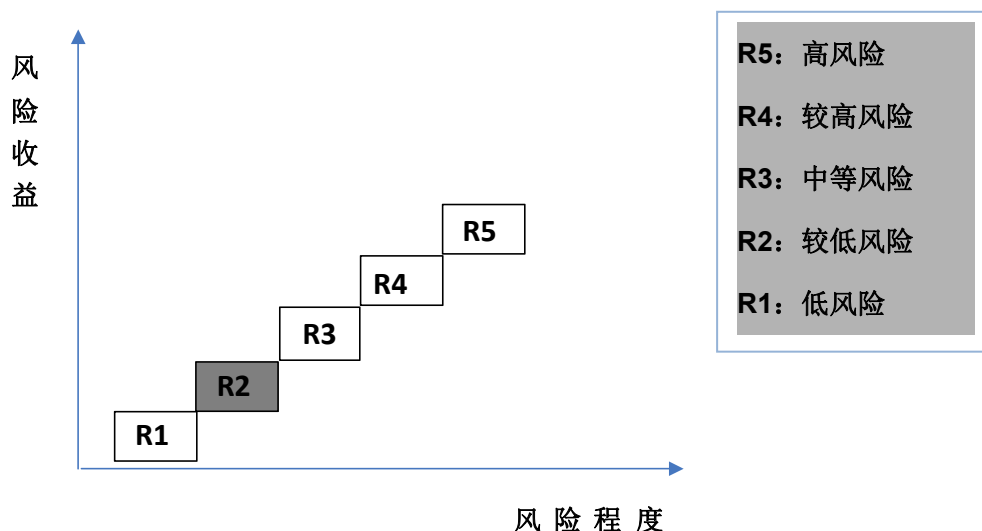 风
险
收
益
R5
R4
R3
R2
R1
风 险 程 度
R5：高风险
R4：较高风险
R3：中等风险
R2：较低风险
R1：低风险